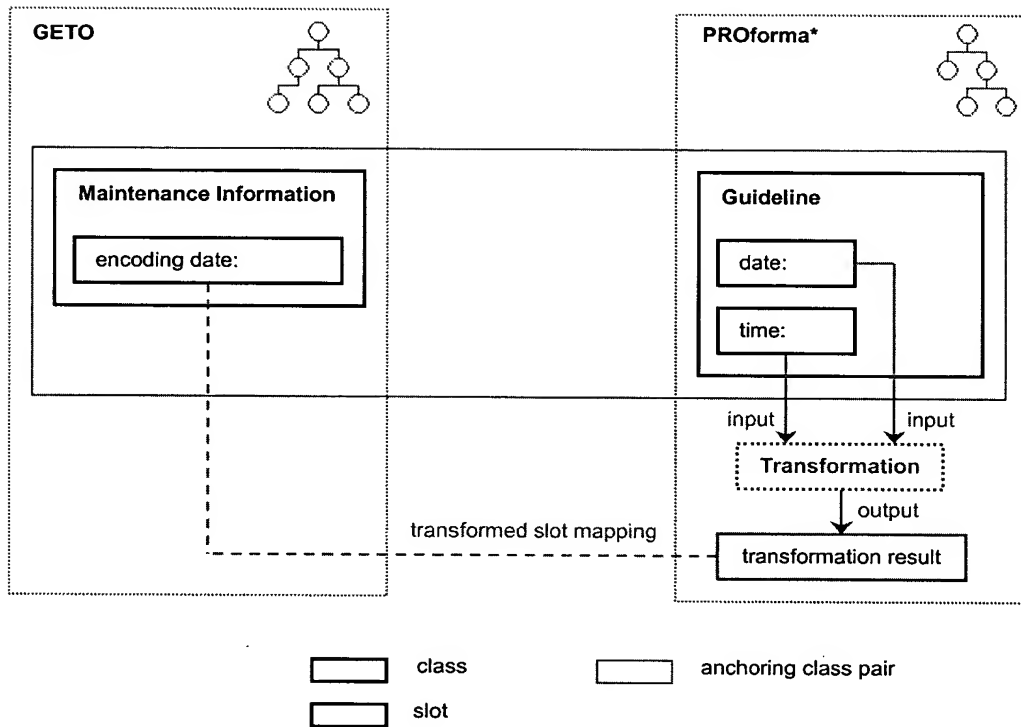 GETO
PROforma*
Maintenance Information
encoding date:
Guideline
date:
time:
input
input
Transformation
output
transformed slot mapping
transformation result
class
anchoring class pair
slot